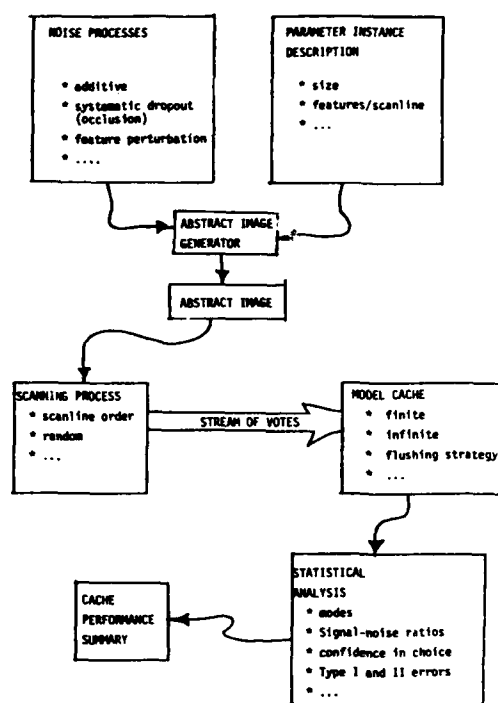 NOISE PROCESSES
* additive
* systematic dropout
(occlusion)
* feature perturbation
* ....
PARAMETER INSTANCE
DESCRIPTION
* size
* features/scanline
* ...
ABSTRACT IMAGE
GENERATOR
ABSTRACT IMAGE
SCANNING PROCESS
* scanline order
* random
* ...
STREAM OF VOTES
MODEL CACHE
* finite
* infinite
* flushing strategy
* ...
STATISTICAL
ANALYSIS
* modes
* Signal-noise ratios
* confidence in choice
* Type I and II errors
* ...
CACHE
PERFORMANCE
SUMMARY